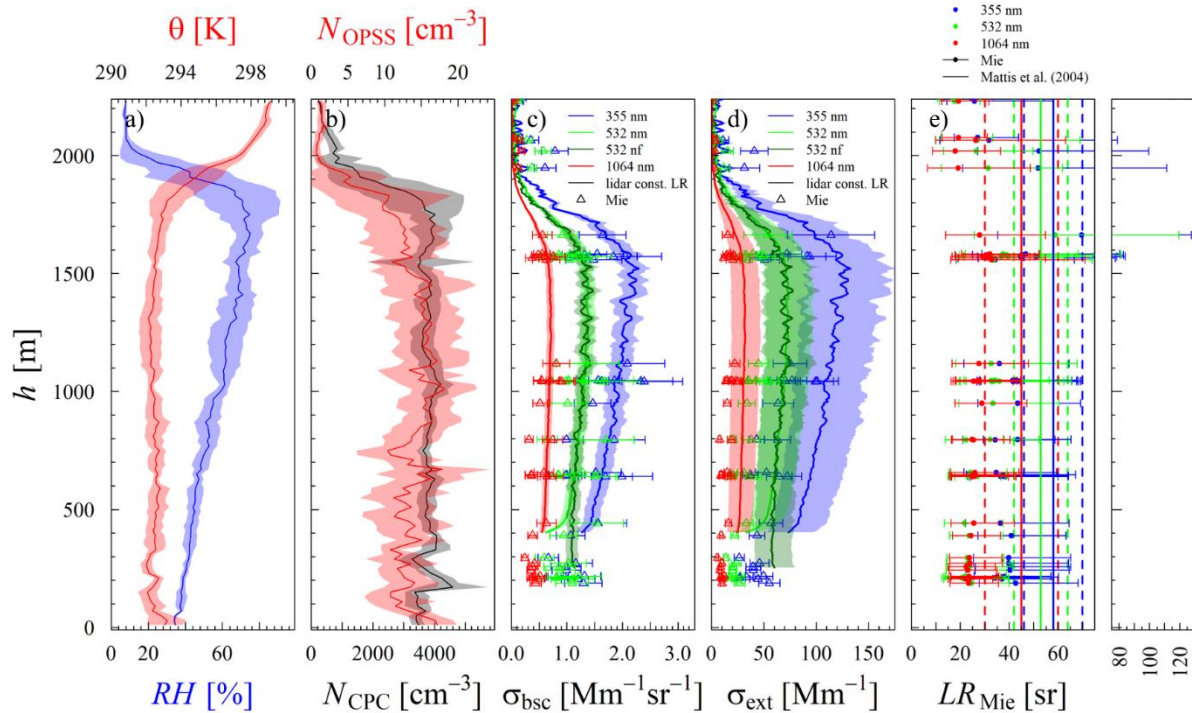 355 nm
532 nm
1064 nm
Mie
Mattis et al. (2004)
θ [K]
N_OPSS [cm⁻³]
290 294 298
0 5 10 15 20
a)
b)
c)
355 nm
532 nm
532 nf
1064 nm
lidar const. LR
Mie
d)
355 nm
532 nm
532 nf
1064 nm
lidar const. LR
Mie
e)
h [m]
2000
1500
1000
500
0
20 60 100
0 2000 4000
0.0 1.0 2.0 3.0
0 50 100 150
0 20 40 60 80 100 120
RH [%]
N_CPC [cm⁻³]
σ_bsc [Mm⁻¹sr⁻¹]
σ_ext [Mm⁻¹]
LR_Mie [sr]